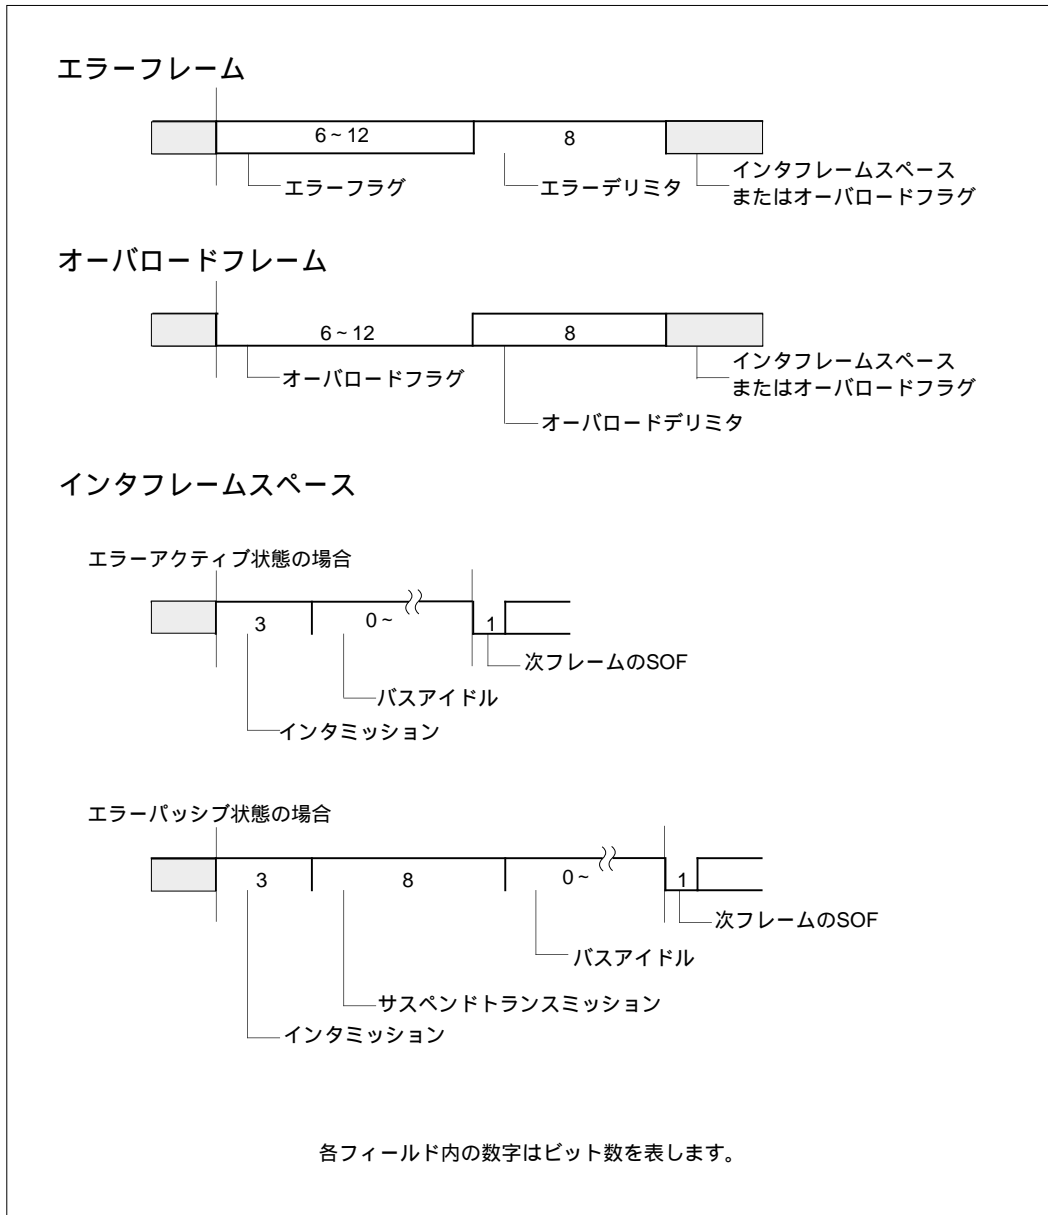 エラーフレーム
6~12
8
エラーフラグ
エラーデリミタ
インタフレームスペース
またはオーバロードフラグ
オーバロードフレーム
6~12
8
オーバロードフラグ
インタフレームスペース
またはオーバロードフラグ
オーバロードデリミタ
インタフレームスペース
エラーアクティブ状態の場合
3
0~
1
次フレームのSOF
バスアイドル
インタミッション
エラーパッシブ状態の場合
3
8
0~
1
次フレームのSOF
バスアイドル
サスペンドトランスミッション
インタミッション
各フィールド内の数字はビット数を表します。